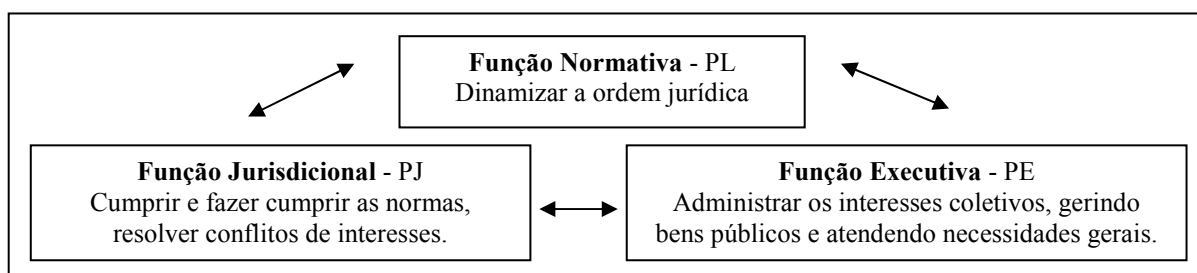 Função Normativa - PL
Dinamizar a ordem jurídica
Função Jurisdicional - PJ
Cumprir e fazer cumprir as normas,
resolver conflitos de interesses.
Função Executiva - PE
Administrar os interesses coletivos, gerindo
bens públicos e atendendo necessidades gerais.